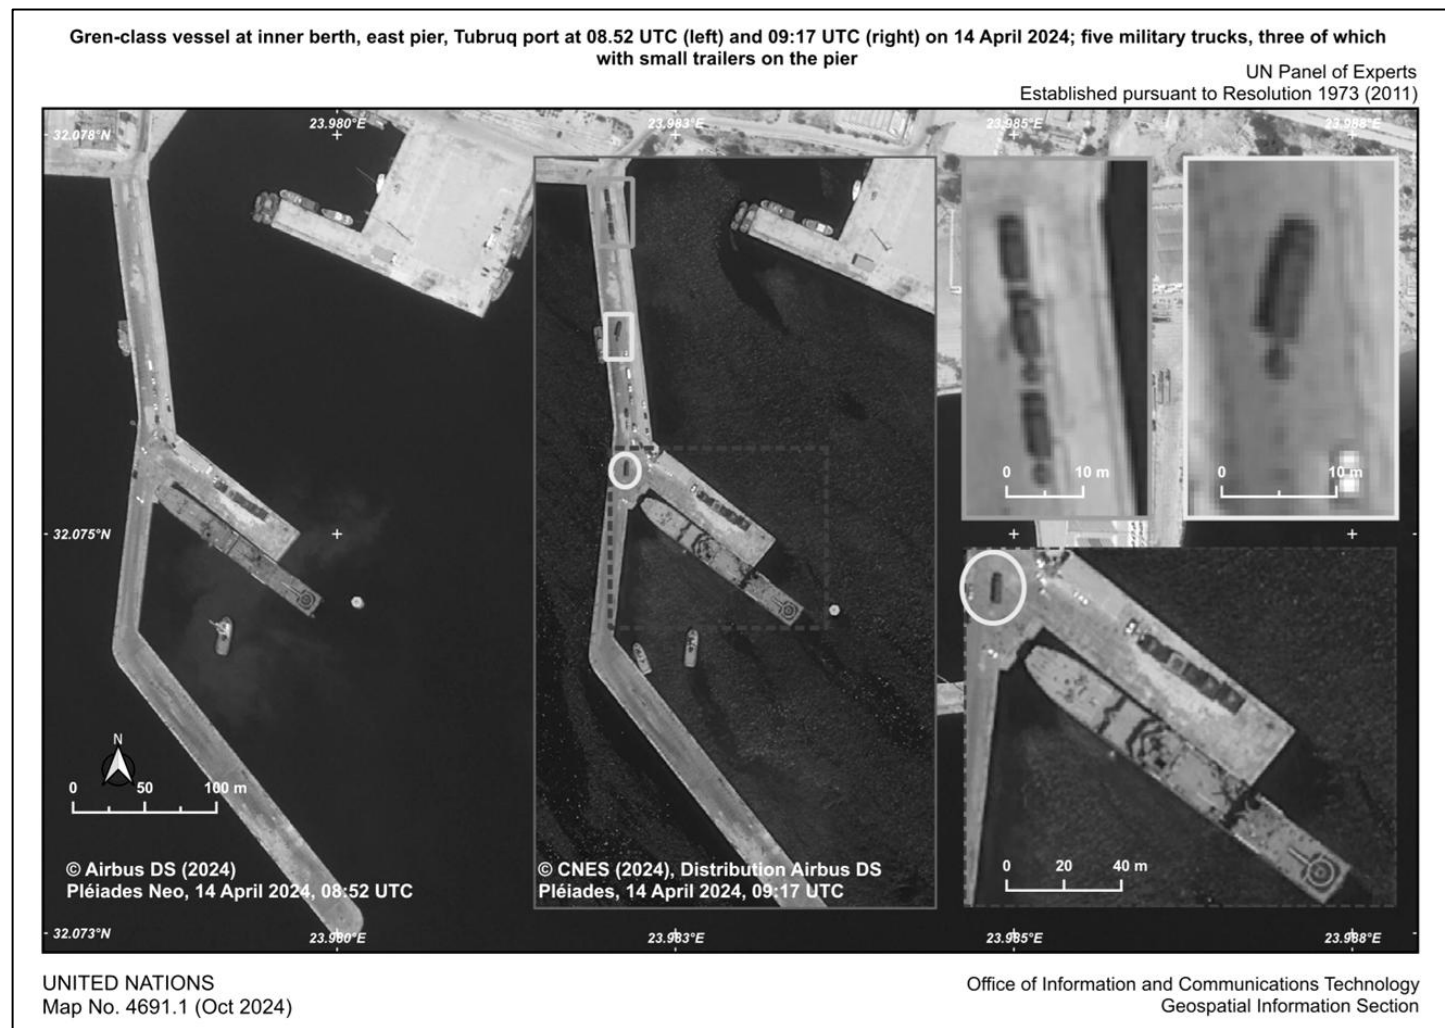 Gren-class vessel at inner berth, east pier, Tubruq port at 08.52 UTC (left) and 09:17 UTC (right) on 14 April 2024; five military trucks, three of which
with small trailers on the pier
UN Panel of Experts
Established pursuant to Resolution 1973 (2011)
32.078°N
23.980°E
23.983°E
23.985°E
23.988°E
0 10 m
0 10 m
32.075°N
N
0 50 100 m
0 20 40 m
© Airbus DS (2024)
Pléiades Neo, 14 April 2024, 08:52 UTC
© CNES (2024), Distribution Airbus DS
Pléiades, 14 April 2024, 09:17 UTC
32.073°N
23.980°E
23.983°E
23.985°E
23.988°E
UNITED NATIONS
Map No. 4691.1 (Oct 2024)
Office of Information and Communications Technology
Geospatial Information Section